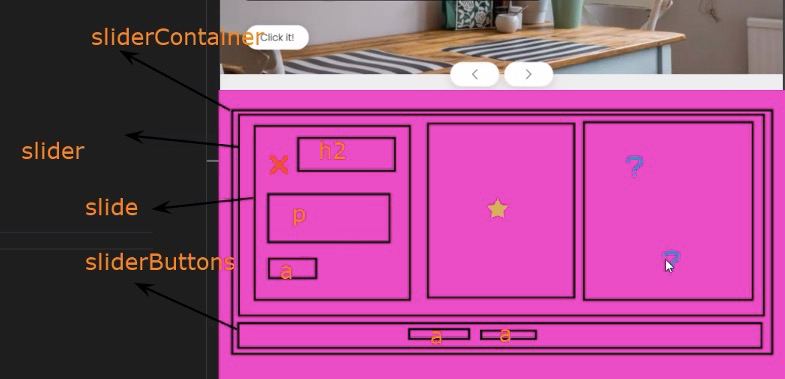 sliderContainer
Click it!
slider
h2
slide
p
sliderButtons
a
?
?
a
a